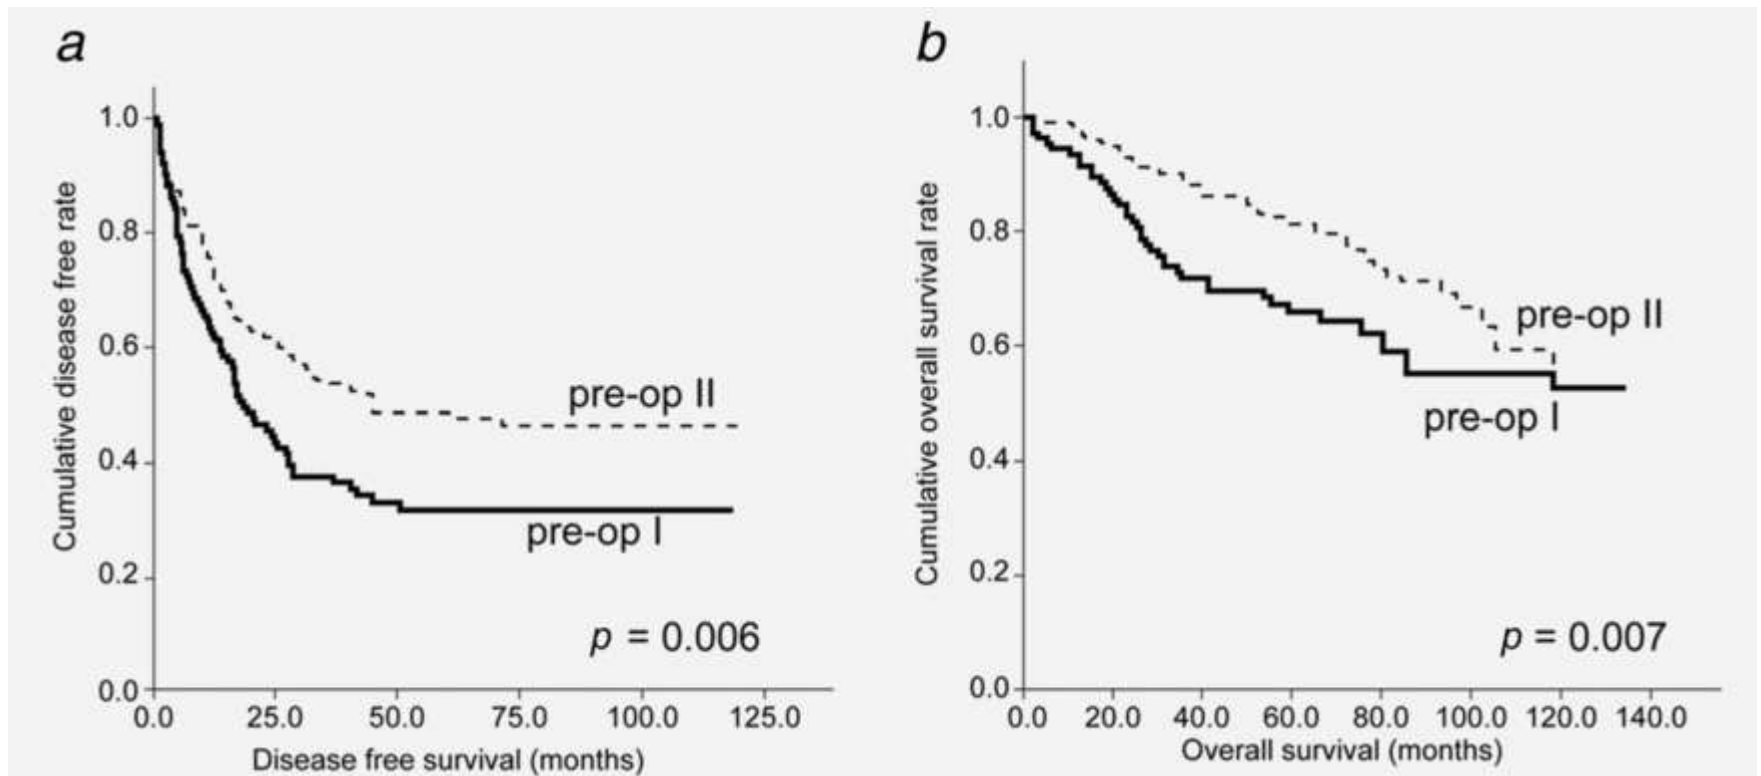 a
Cumulative disease free rate
1.0
0.8
0.6
0.4
0.2
0.0
pre-op II
pre-op I
p = 0.006
0.0 25.0 50.0 75.0 100.0 125.0
Disease free survival (months)
b
Cumulative overall survival rate
1.0
0.8
0.6
0.4
0.2
0.0
pre-op II
pre-op I
p = 0.007
0.0 20.0 40.0 60.0 80.0 100.0 120.0 140.0
Overall survival (months)